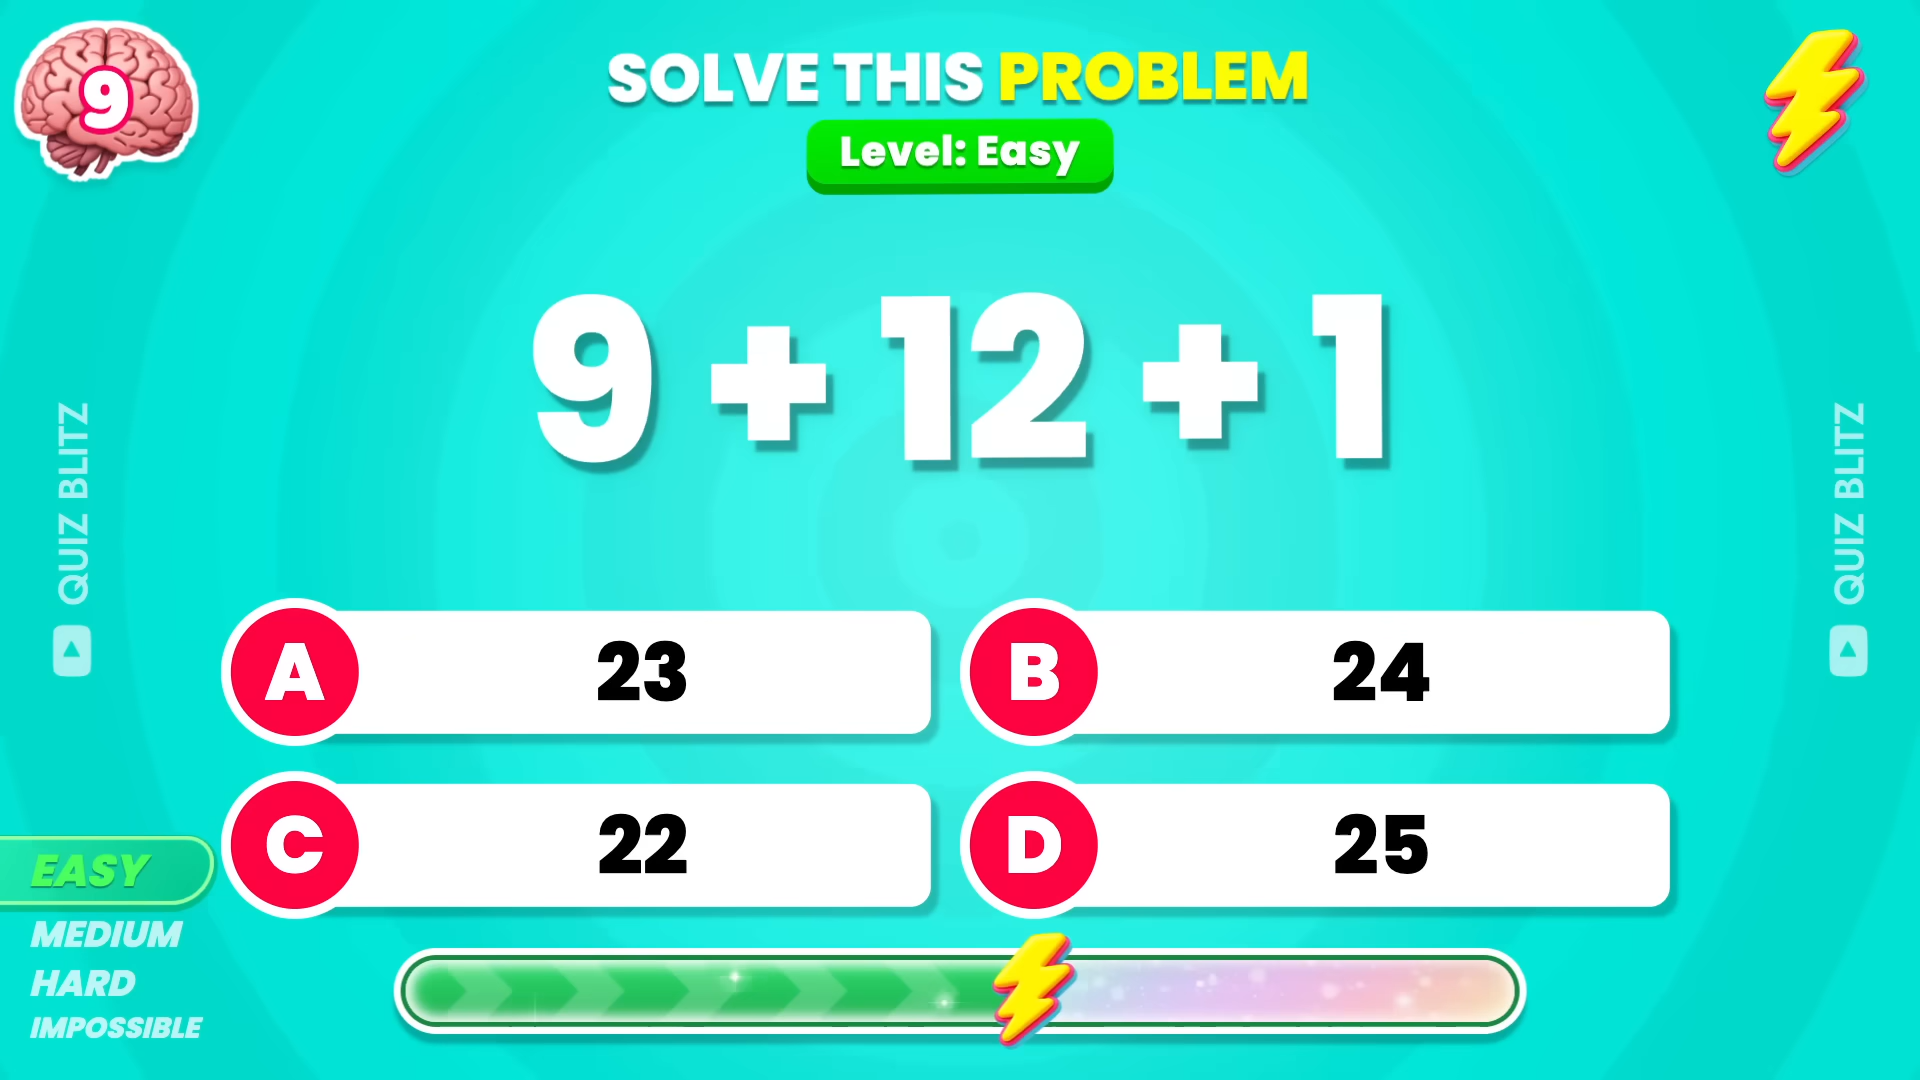 9
SOLVE THIS PROBLEM
Level: Easy
9 + 12 + 1
QUIZ BLITZ
QUIZ BLITZ
A 23
B 24
C 22
D 25
EASY
MEDIUM
HARD
IMPOSSIBLE